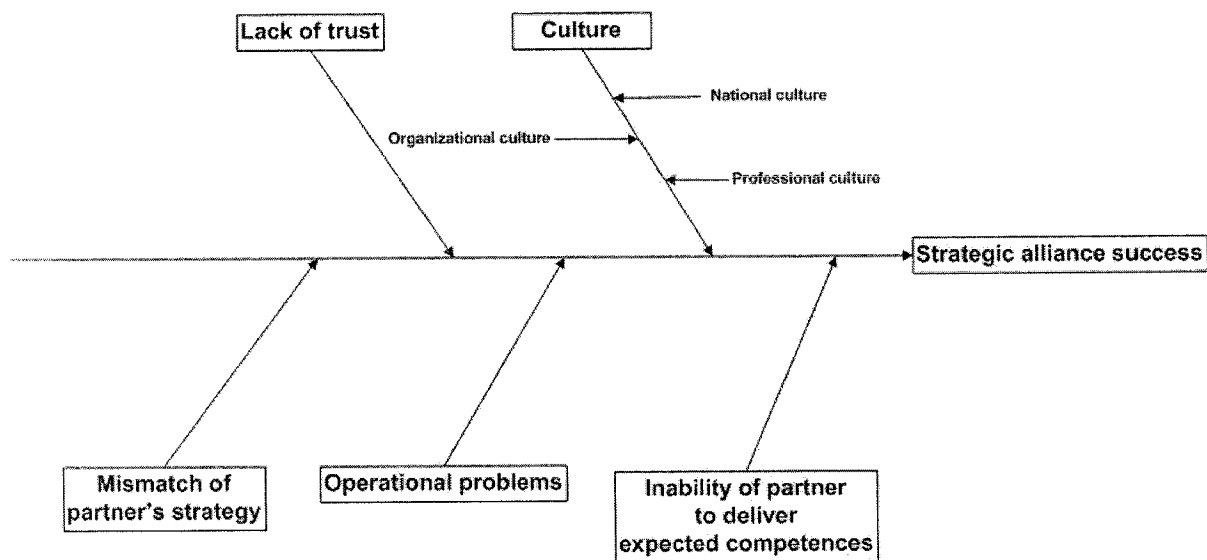 Lack of trust
Culture
National culture
Organizational culture
Professional culture
Strategic alliance success
Mismatch of
partner's strategy
Operational problems
Inability of partner
to deliver
expected competences